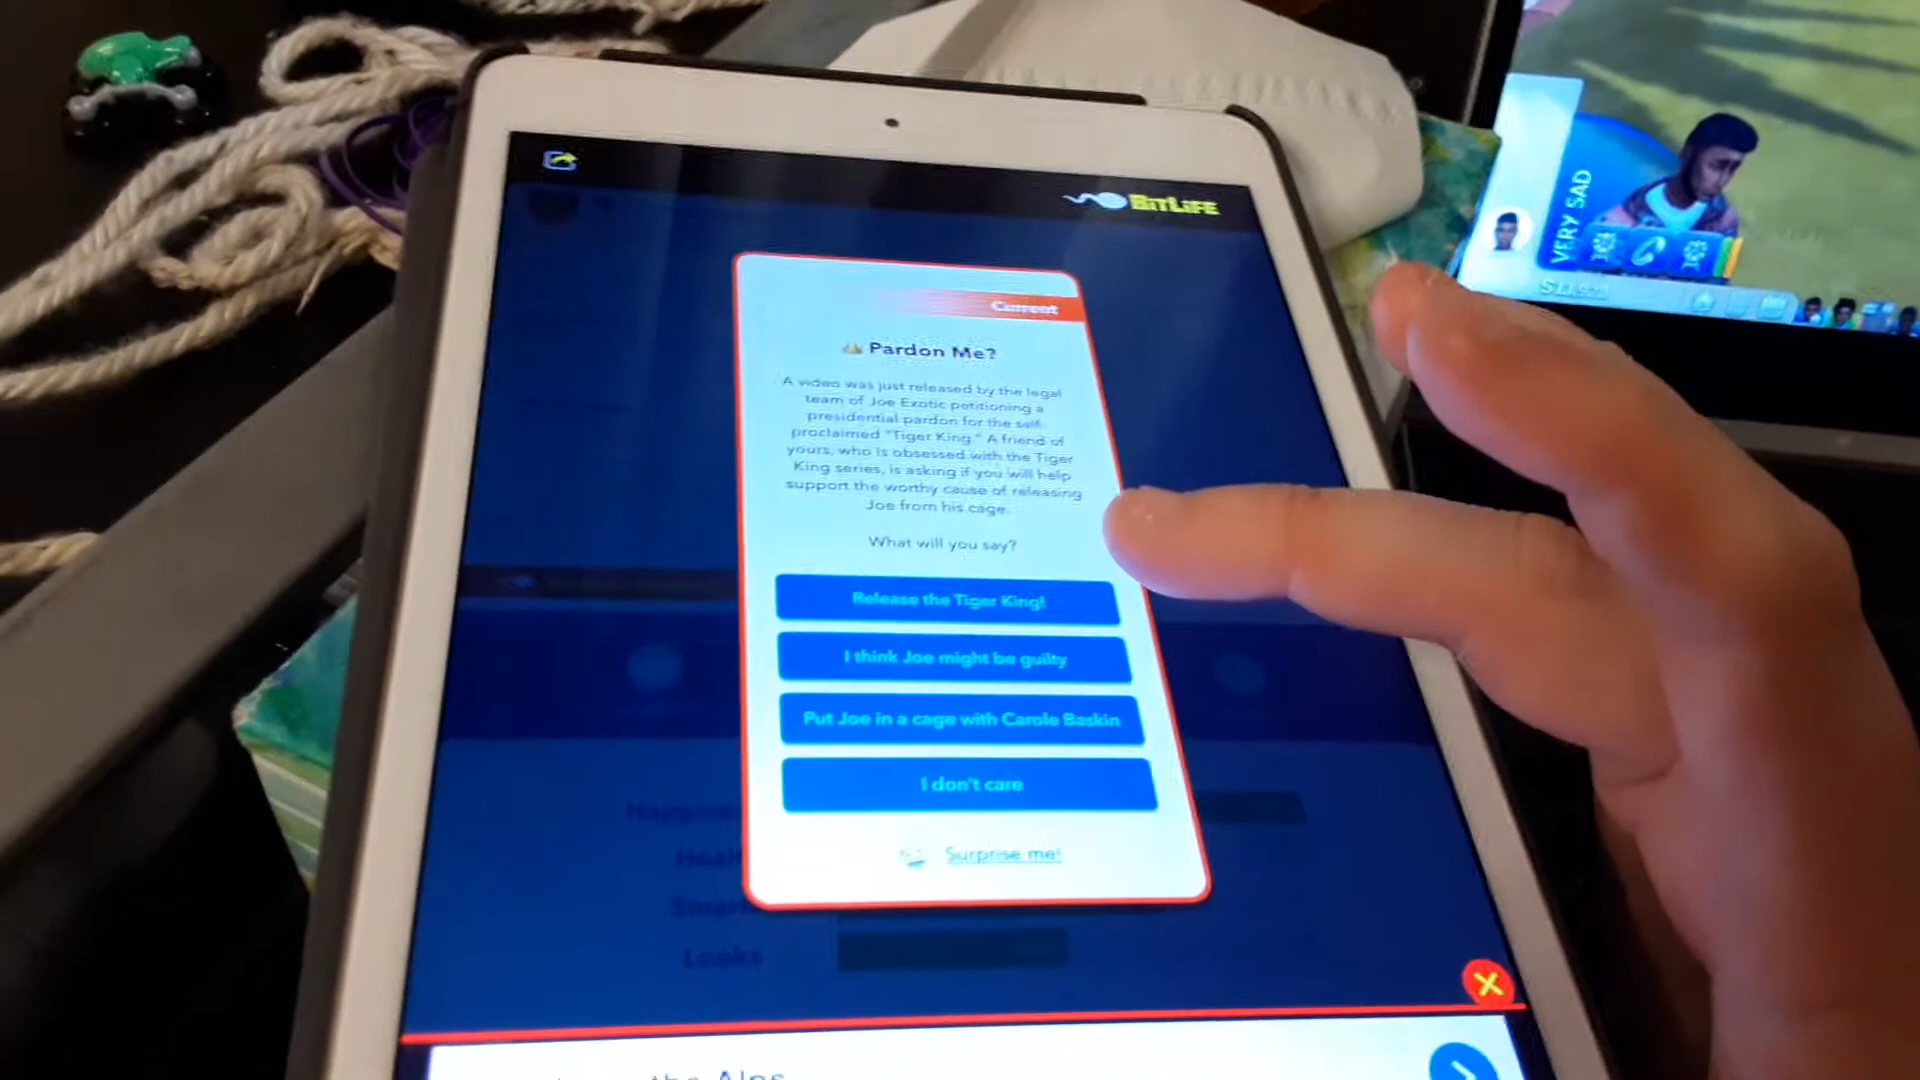 BITLIFE
Current
Pardon Me?
A video was just released by the legal
team of Joe Exotic petitioning a
presidential pardon for the self-
proclaimed "Tiger King." A friend of
yours, who is obsessed with the Tiger
King series, is asking if you will help
support the worthy cause of releasing
Joe from his cage.
What will you say?
Release the Tiger King!
I think Joe might be guilty
Put Joe in a cage with Carole Baskin
I don't care
Surprise me!
Looks
the Alps
VERY SAD